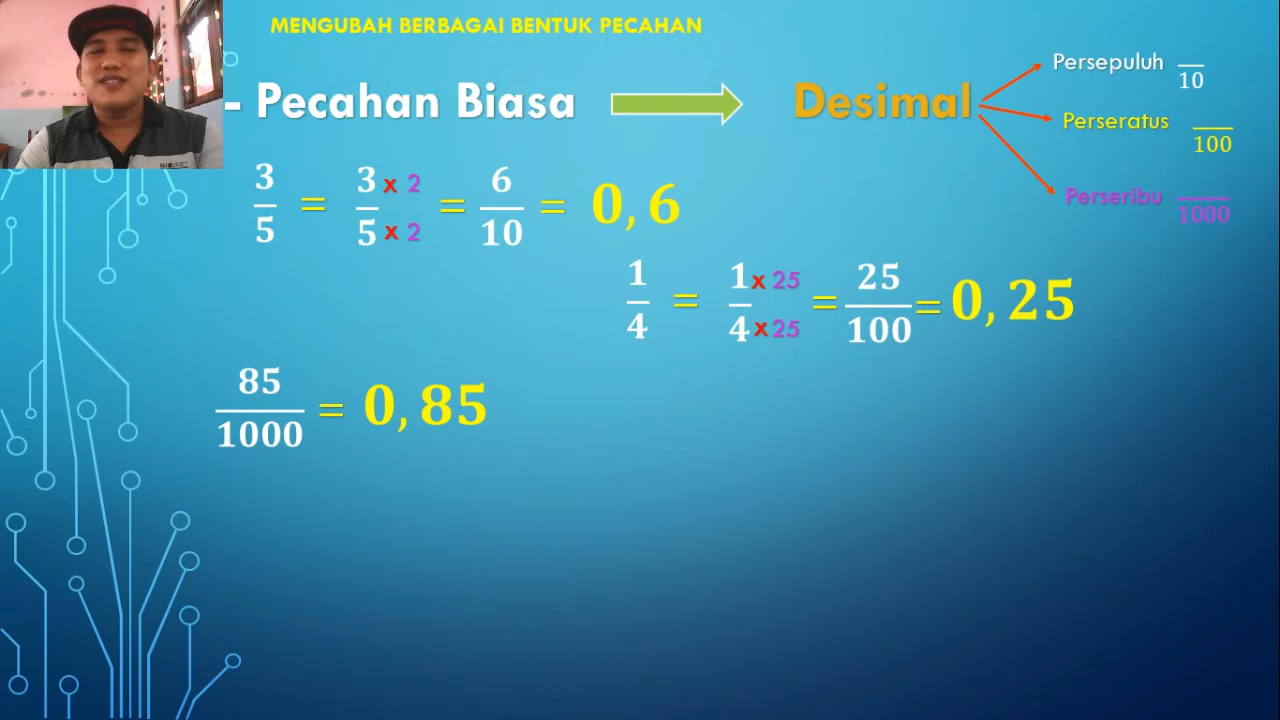 MENGUBAH BERBAGAI BENTUK PECAHAN
- Pecahan Biasa
Desimal
Persepuluh /10
Perseratus /100
Perseribu /1000
3/5 = 3 x 2 / 5 x 2 = 6/10 = 0, 6
1/4 = 1 x 25 / 4 x 25 = 25/100 = 0, 25
85/1000 = 0, 85